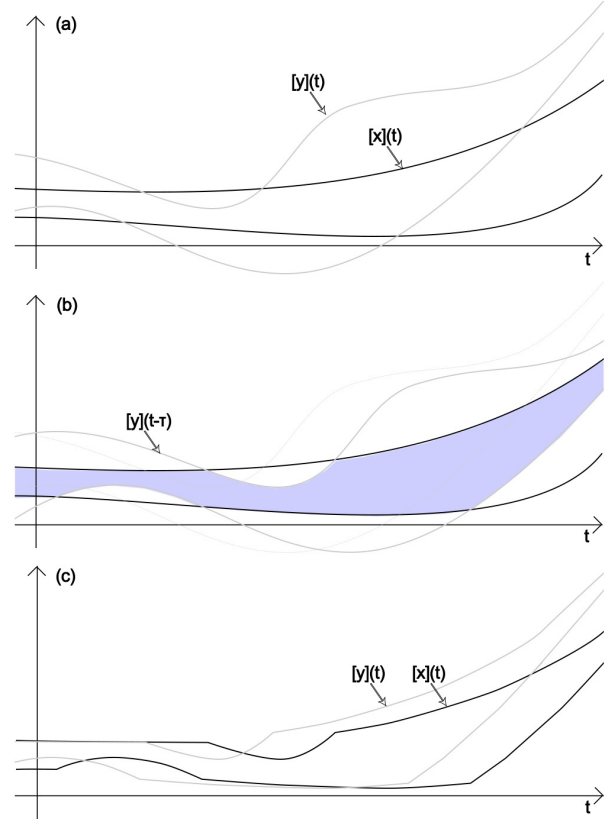 (a)
[y](t)
[x](t)
t
(b)
[y](t-τ)
t
(c)
[y](t) [x](t)
t